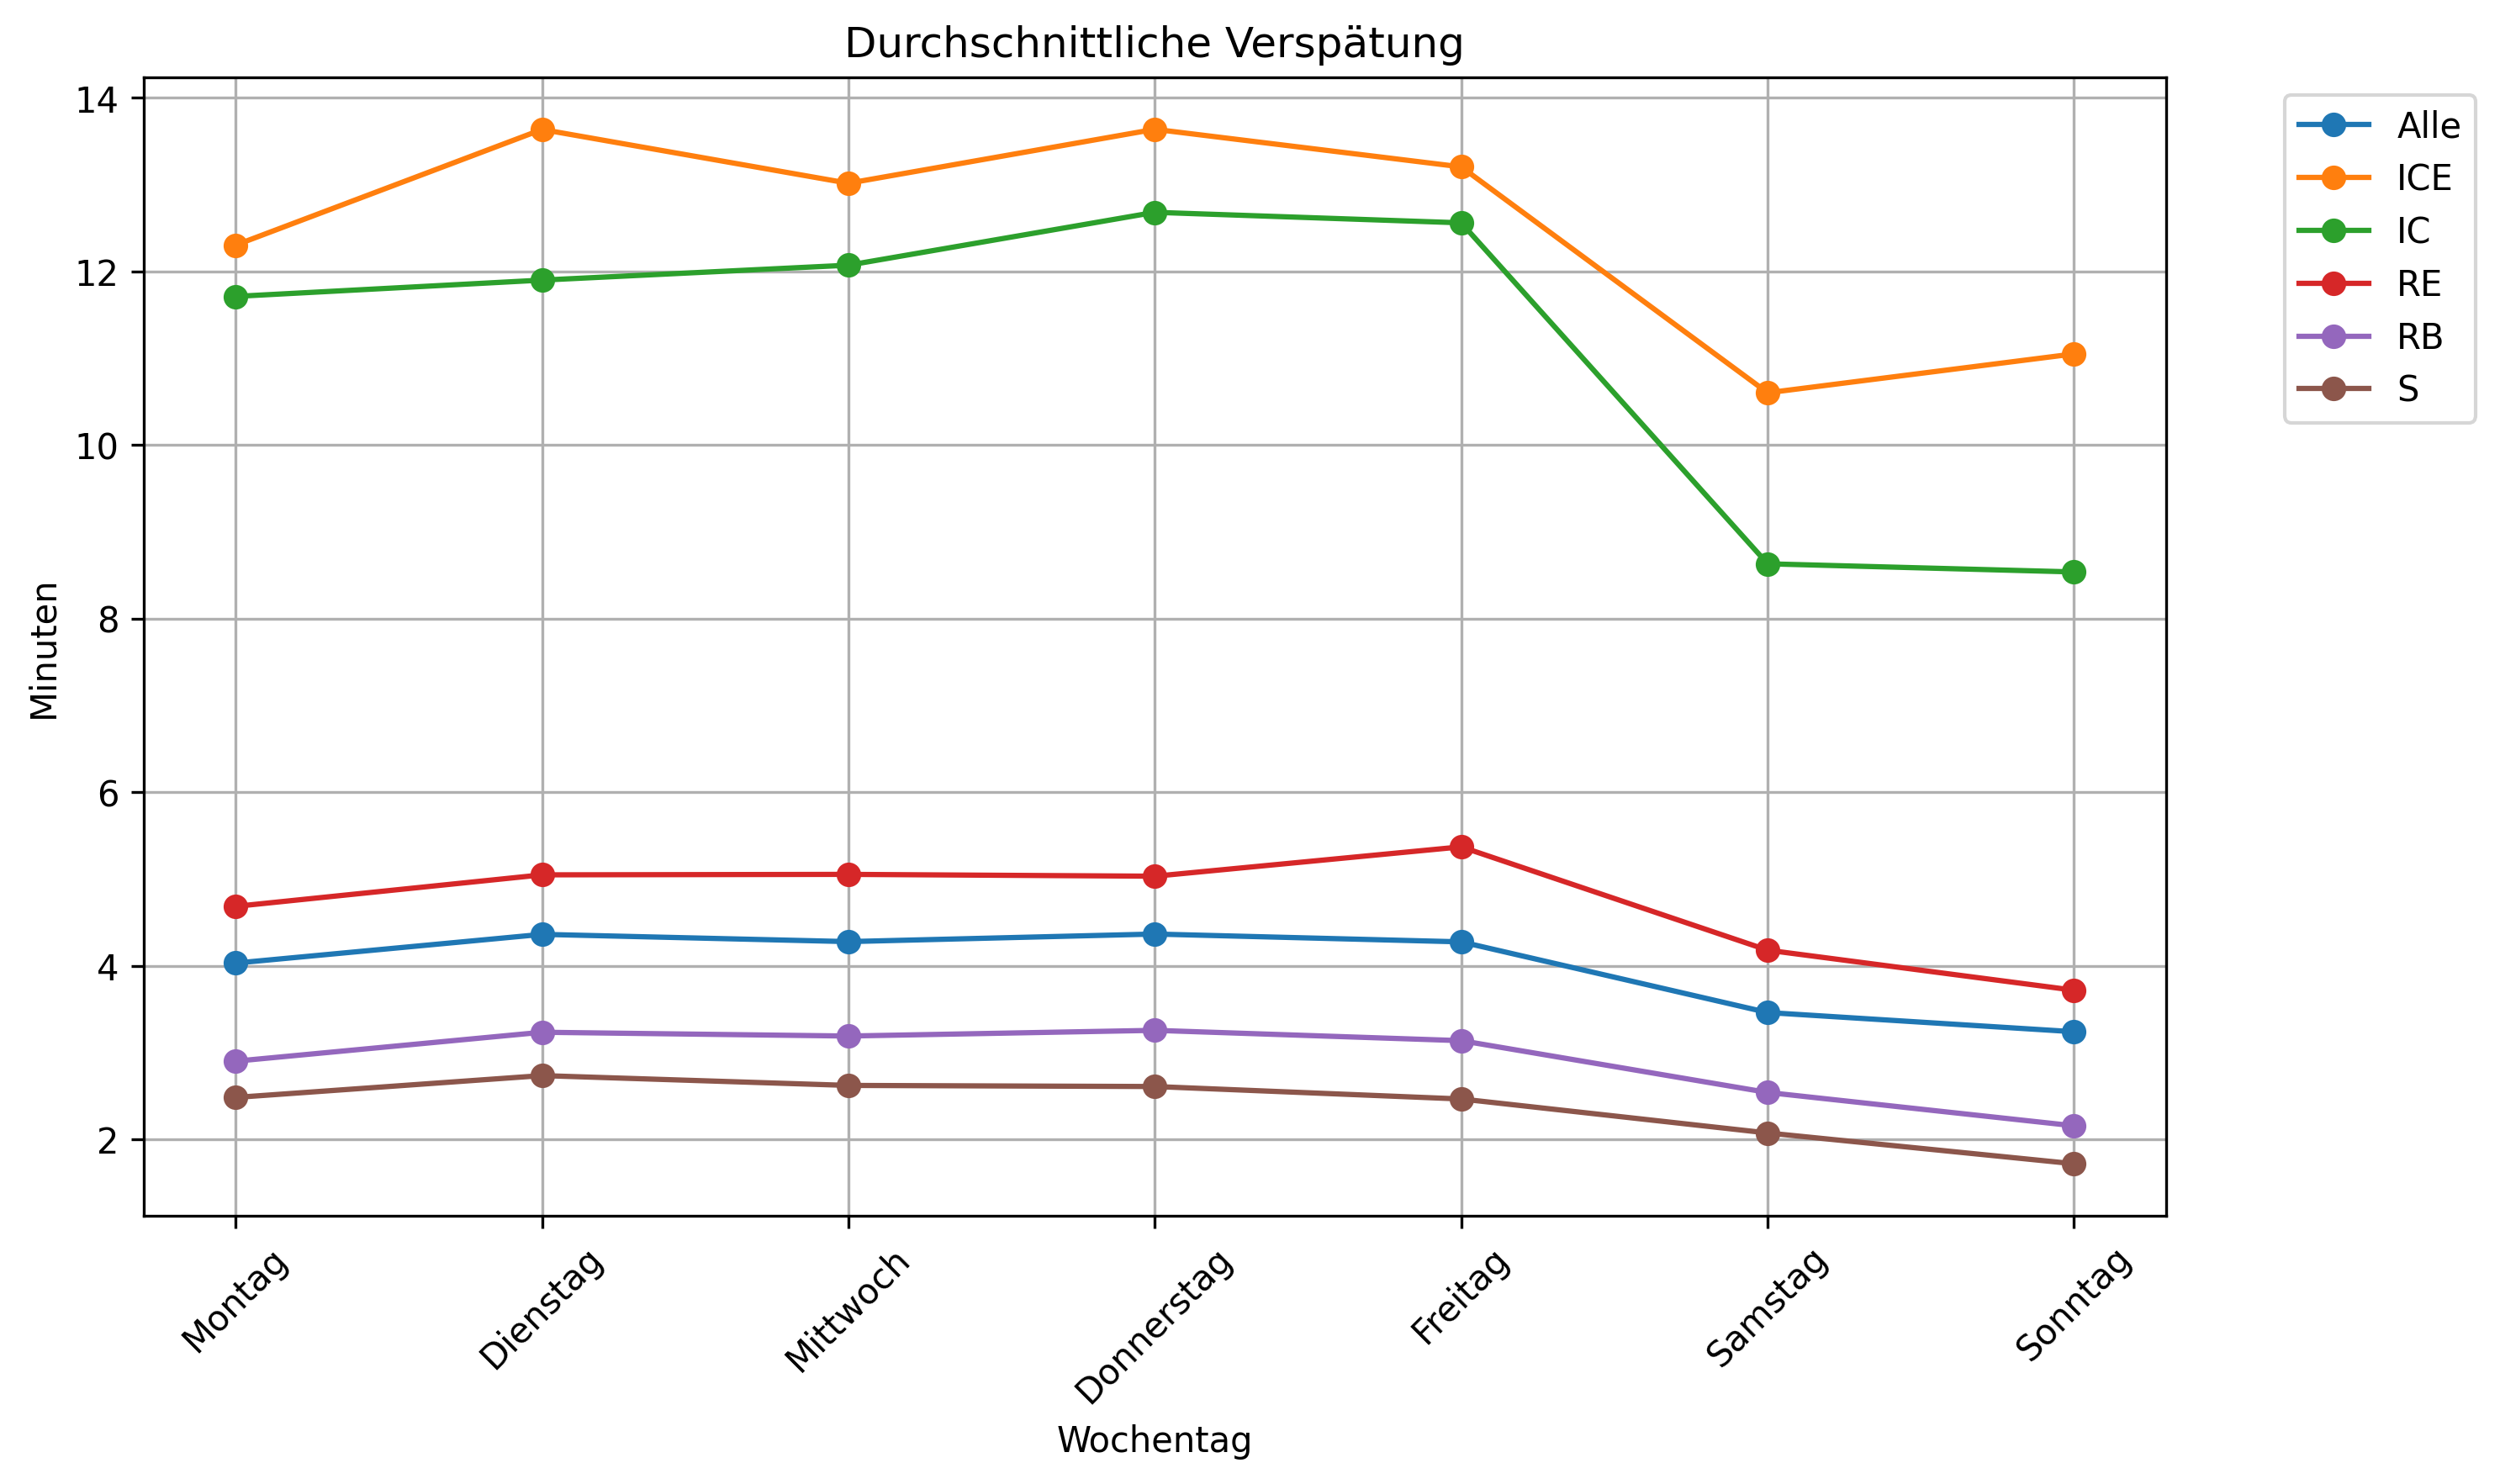 Durchschnittliche Verspätung
14
12
10
8
6
4
2
Minuten
Montag
Dienstag
Mittwoch
Donnerstag
Freitag
Samstag
Sonntag
Wochentag
Alle
ICE
IC
RE
RB
S